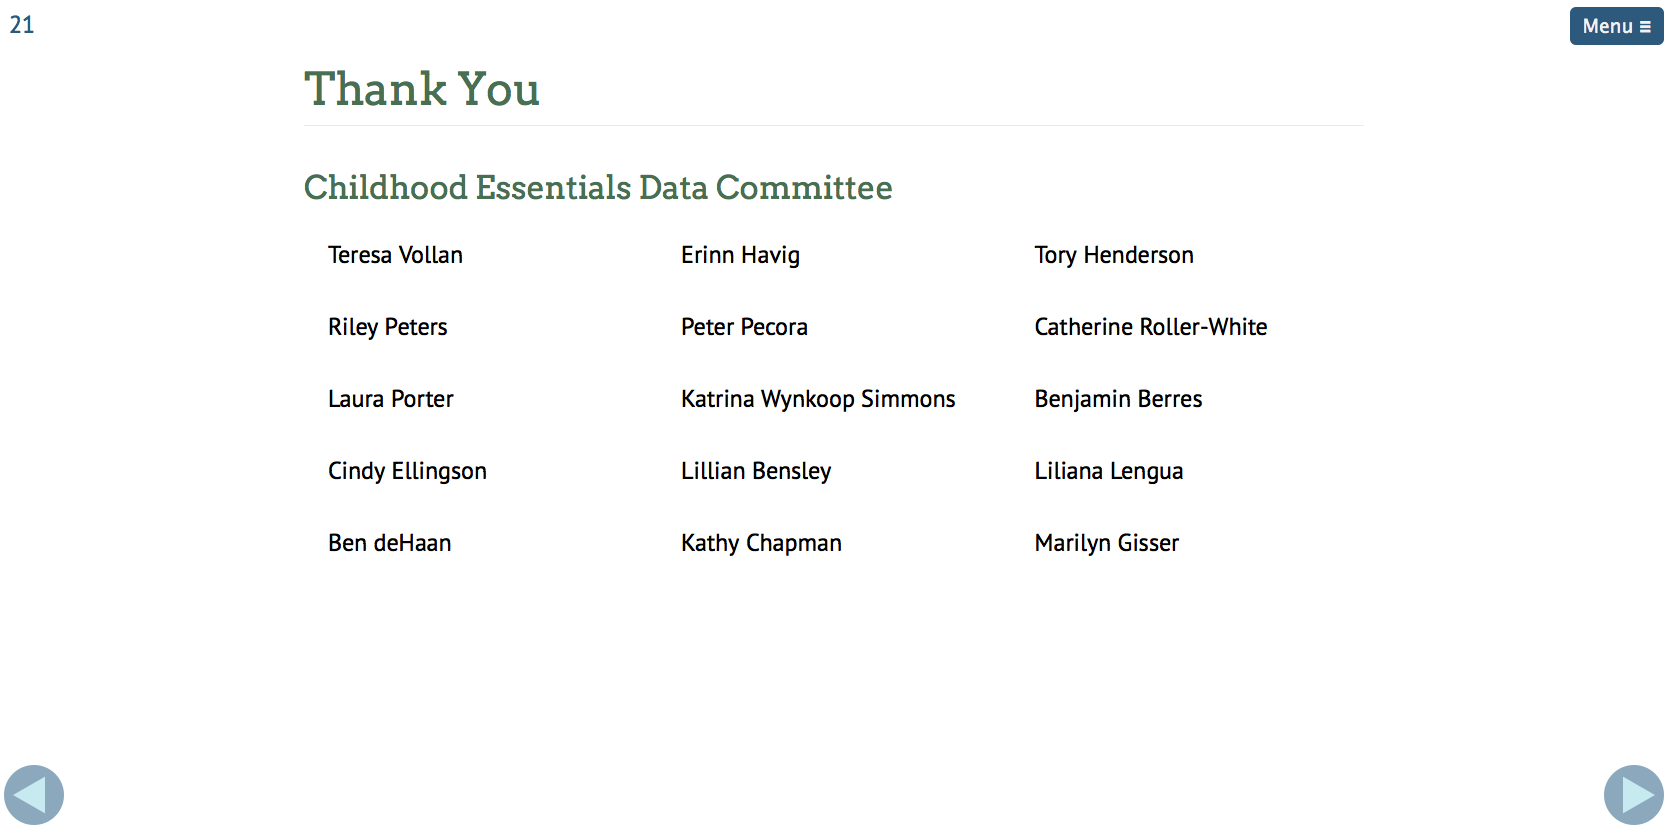 21
Menu ≡
Thank You
Childhood Essentials Data Committee
Teresa Vollan Erinn Havig Tory Henderson
Riley Peters Peter Pecora Catherine Roller-White
Laura Porter Katrina Wynkoop Simmons Benjamin Berres
Cindy Ellingson Lillian Bensley Liliana Lengua
Ben deHaan Kathy Chapman Marilyn Gisser